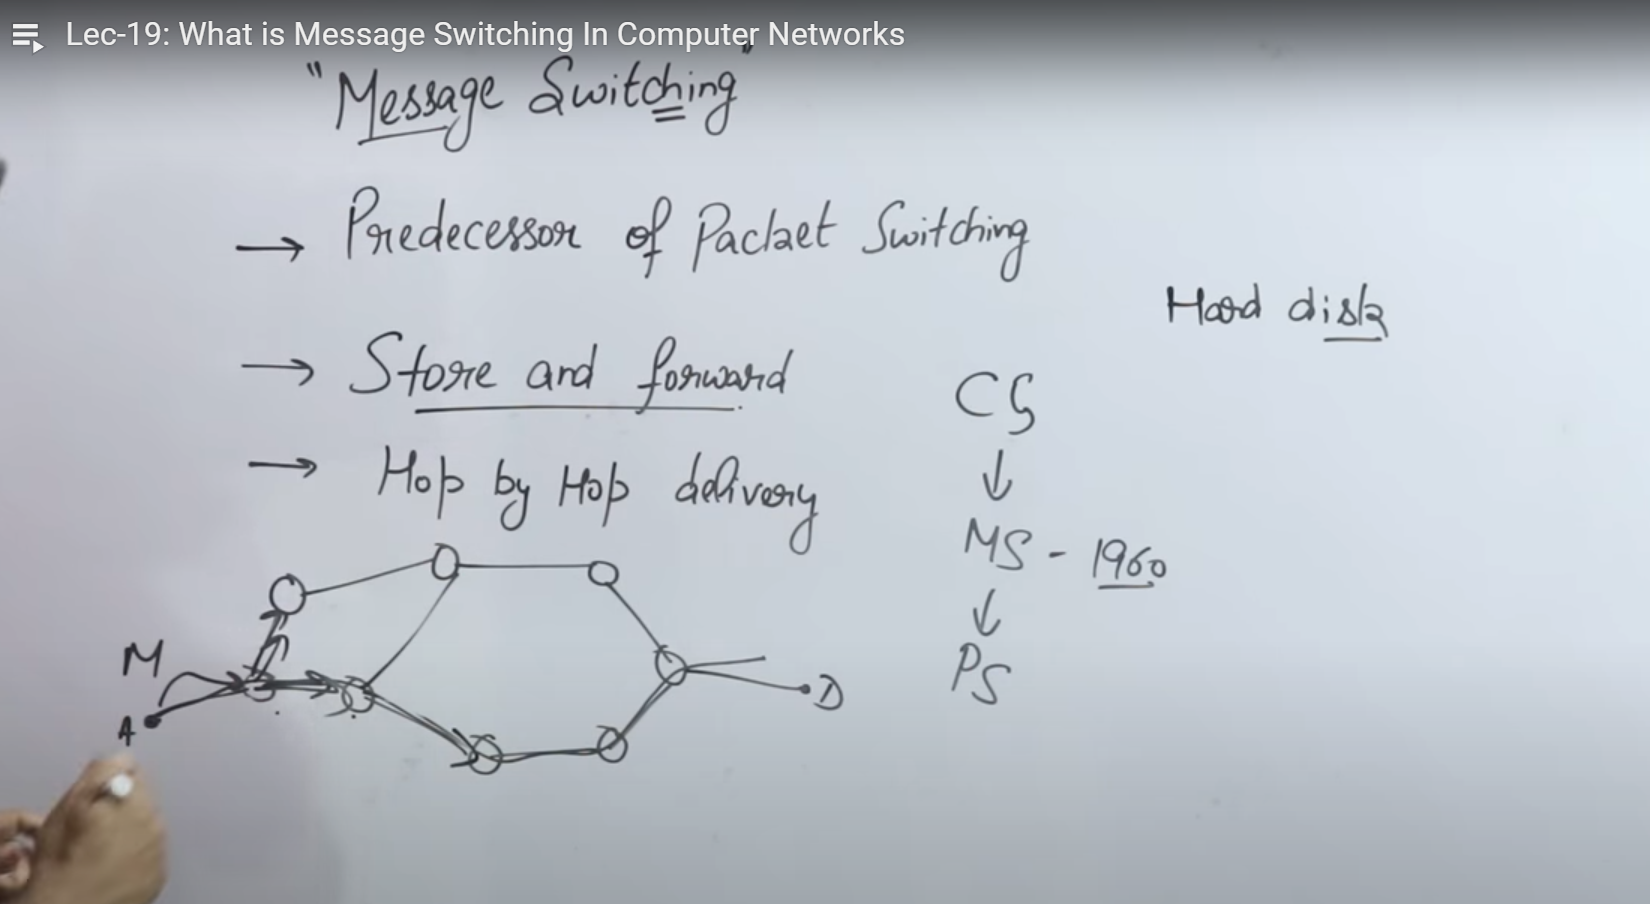 Lec-19: What is Message Switching In Computer Networks
"Message Switching"
→ Predecessor of Packet Switching
Hard disk
→ Store and forward
CS
↓
→ Hop by Hop delivery
MS - 1960
↓
PS
M
A
D